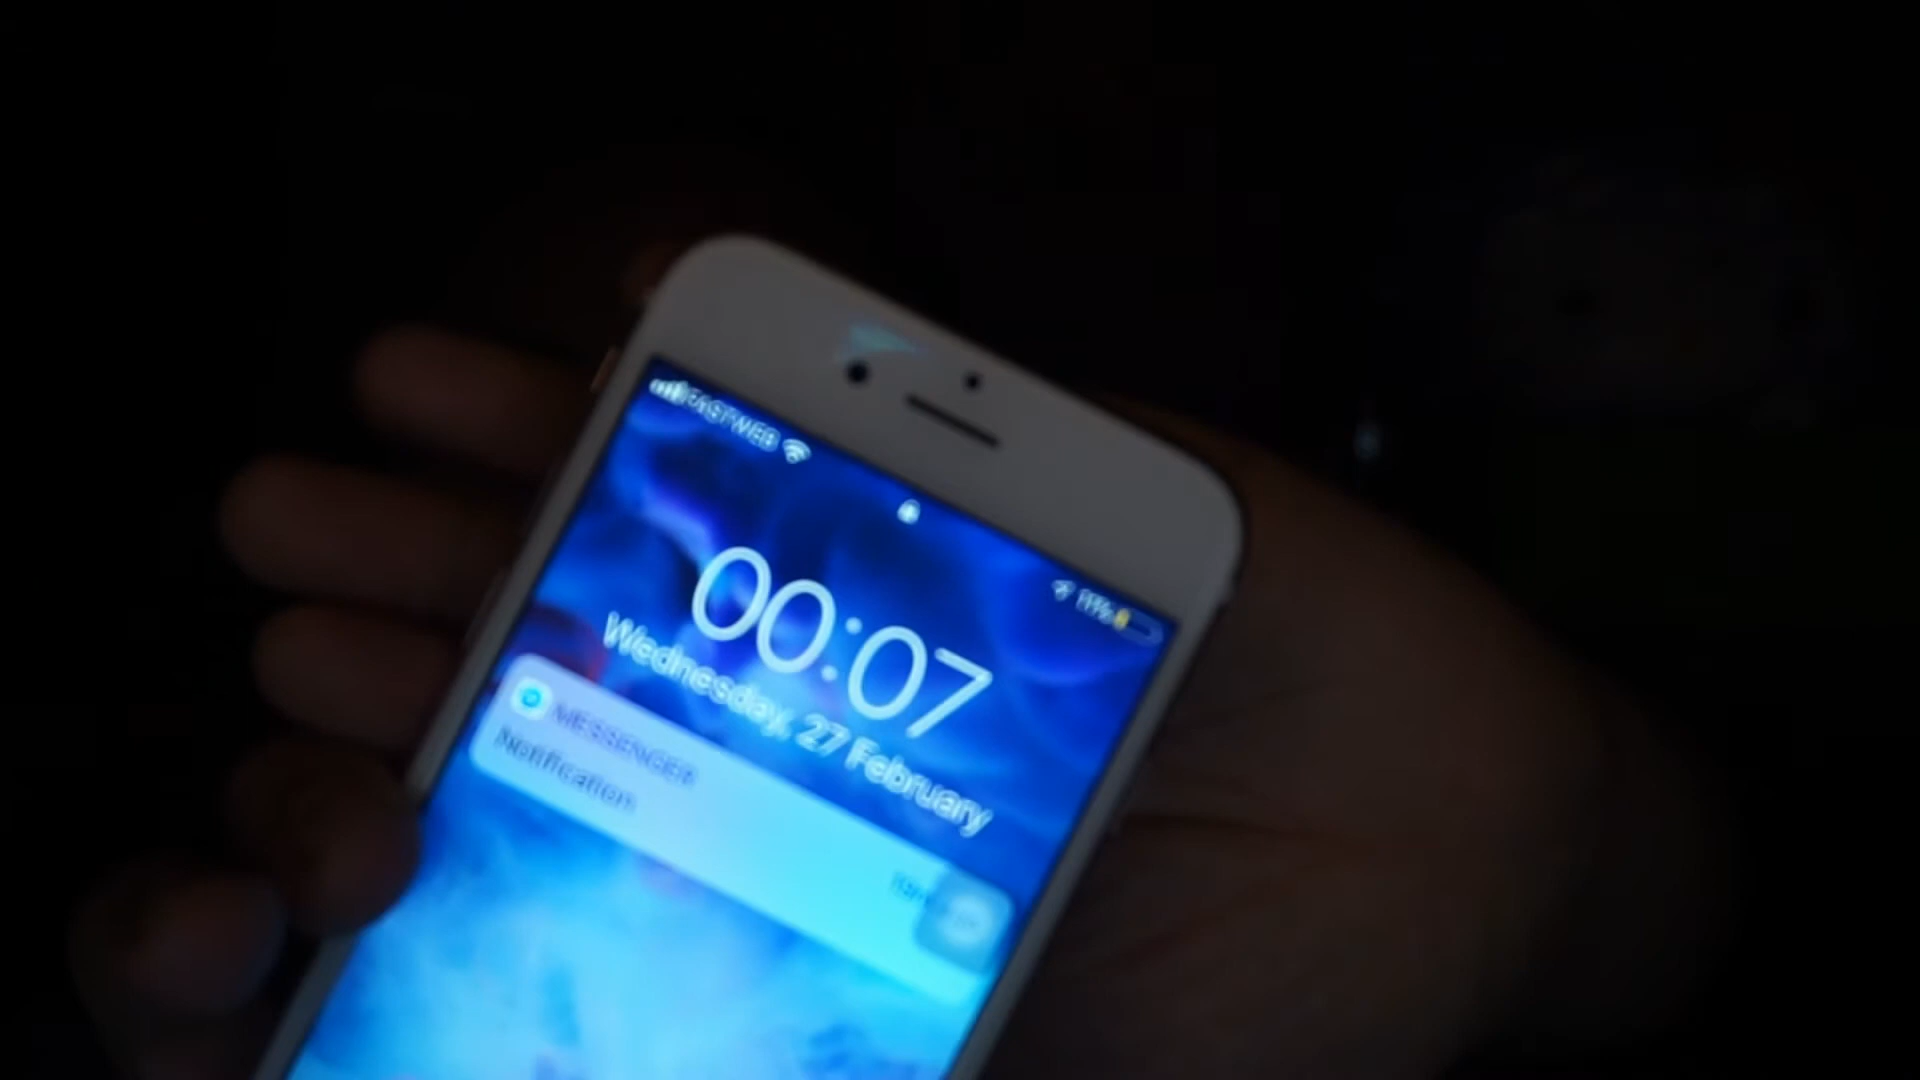 FASTWEB
00:07
Wednesday, 27 February
MESSENGER
Notification